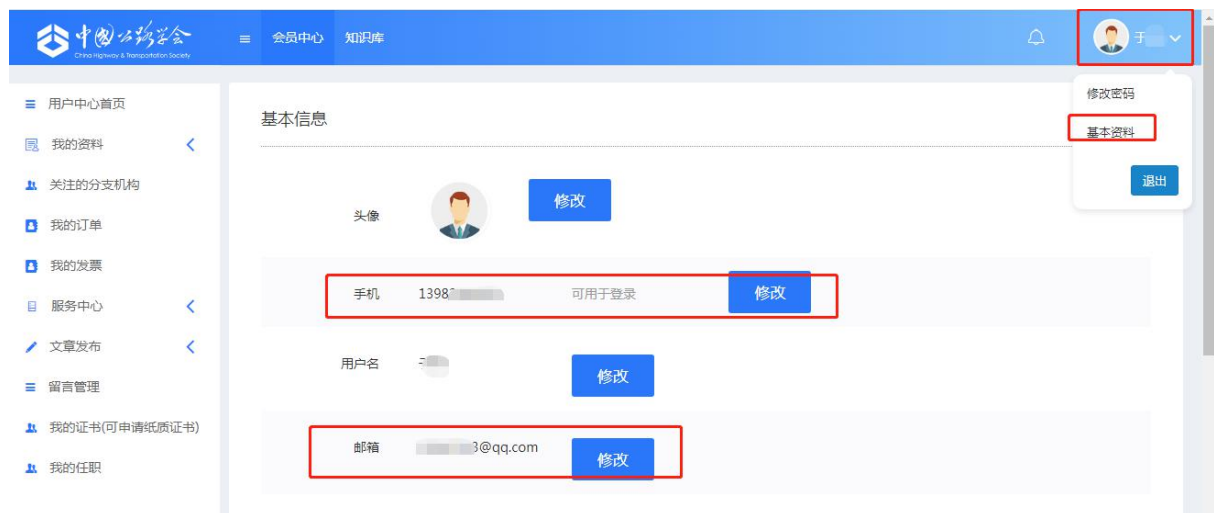 中国公路学会
China Highway & Transportation Society
≡ 会员中心 知识库
于
修改密码
基本资料
退出
用户中心首页
我的资料
关注的分支机构
我的订单
我的发票
服务中心
文章发布
留言管理
我的证书(可申请纸质证书)
我的任职
基本信息
头像 修改
手机 1398 可用于登录 修改
用户名 修改
邮箱 3@qq.com 修改